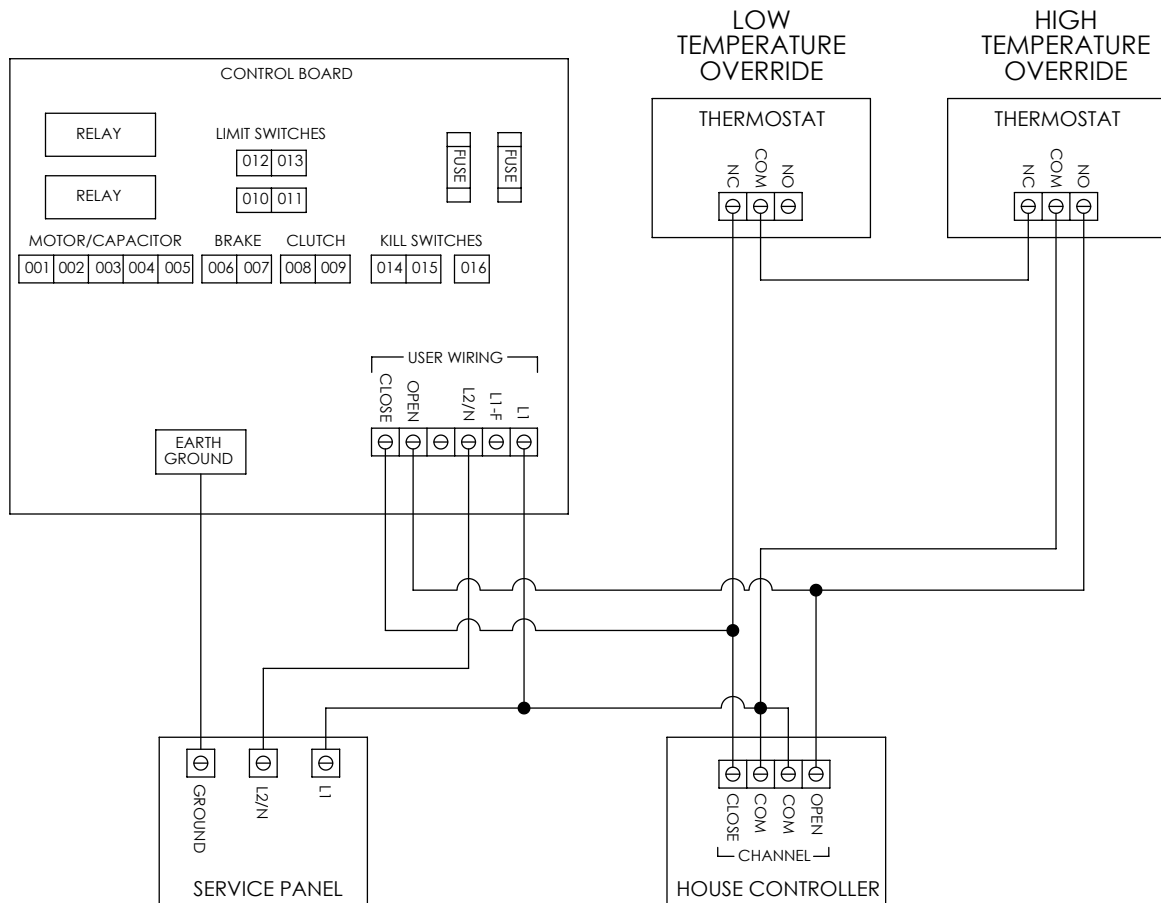 LOW
TEMPERATURE
OVERRIDE
HIGH
TEMPERATURE
OVERRIDE
CONTROL BOARD
RELAY
RELAY
LIMIT SWITCHES
012 013
010 011
FUSE
FUSE
MOTOR/CAPACITOR
001 002 003 004 005
BRAKE
006 007
CLUTCH
008 009
KILL SWITCHES
014 015 016
USER WIRING
CLOSE
OPEN
L2/N
L1-F
L1
EARTH
GROUND
THERMOSTAT
NC
COM
NO
THERMOSTAT
NC
COM
NO
GROUND
L2/N
L1
SERVICE PANEL
CLOSE
COM
COM
OPEN
CHANNEL
HOUSE CONTROLLER